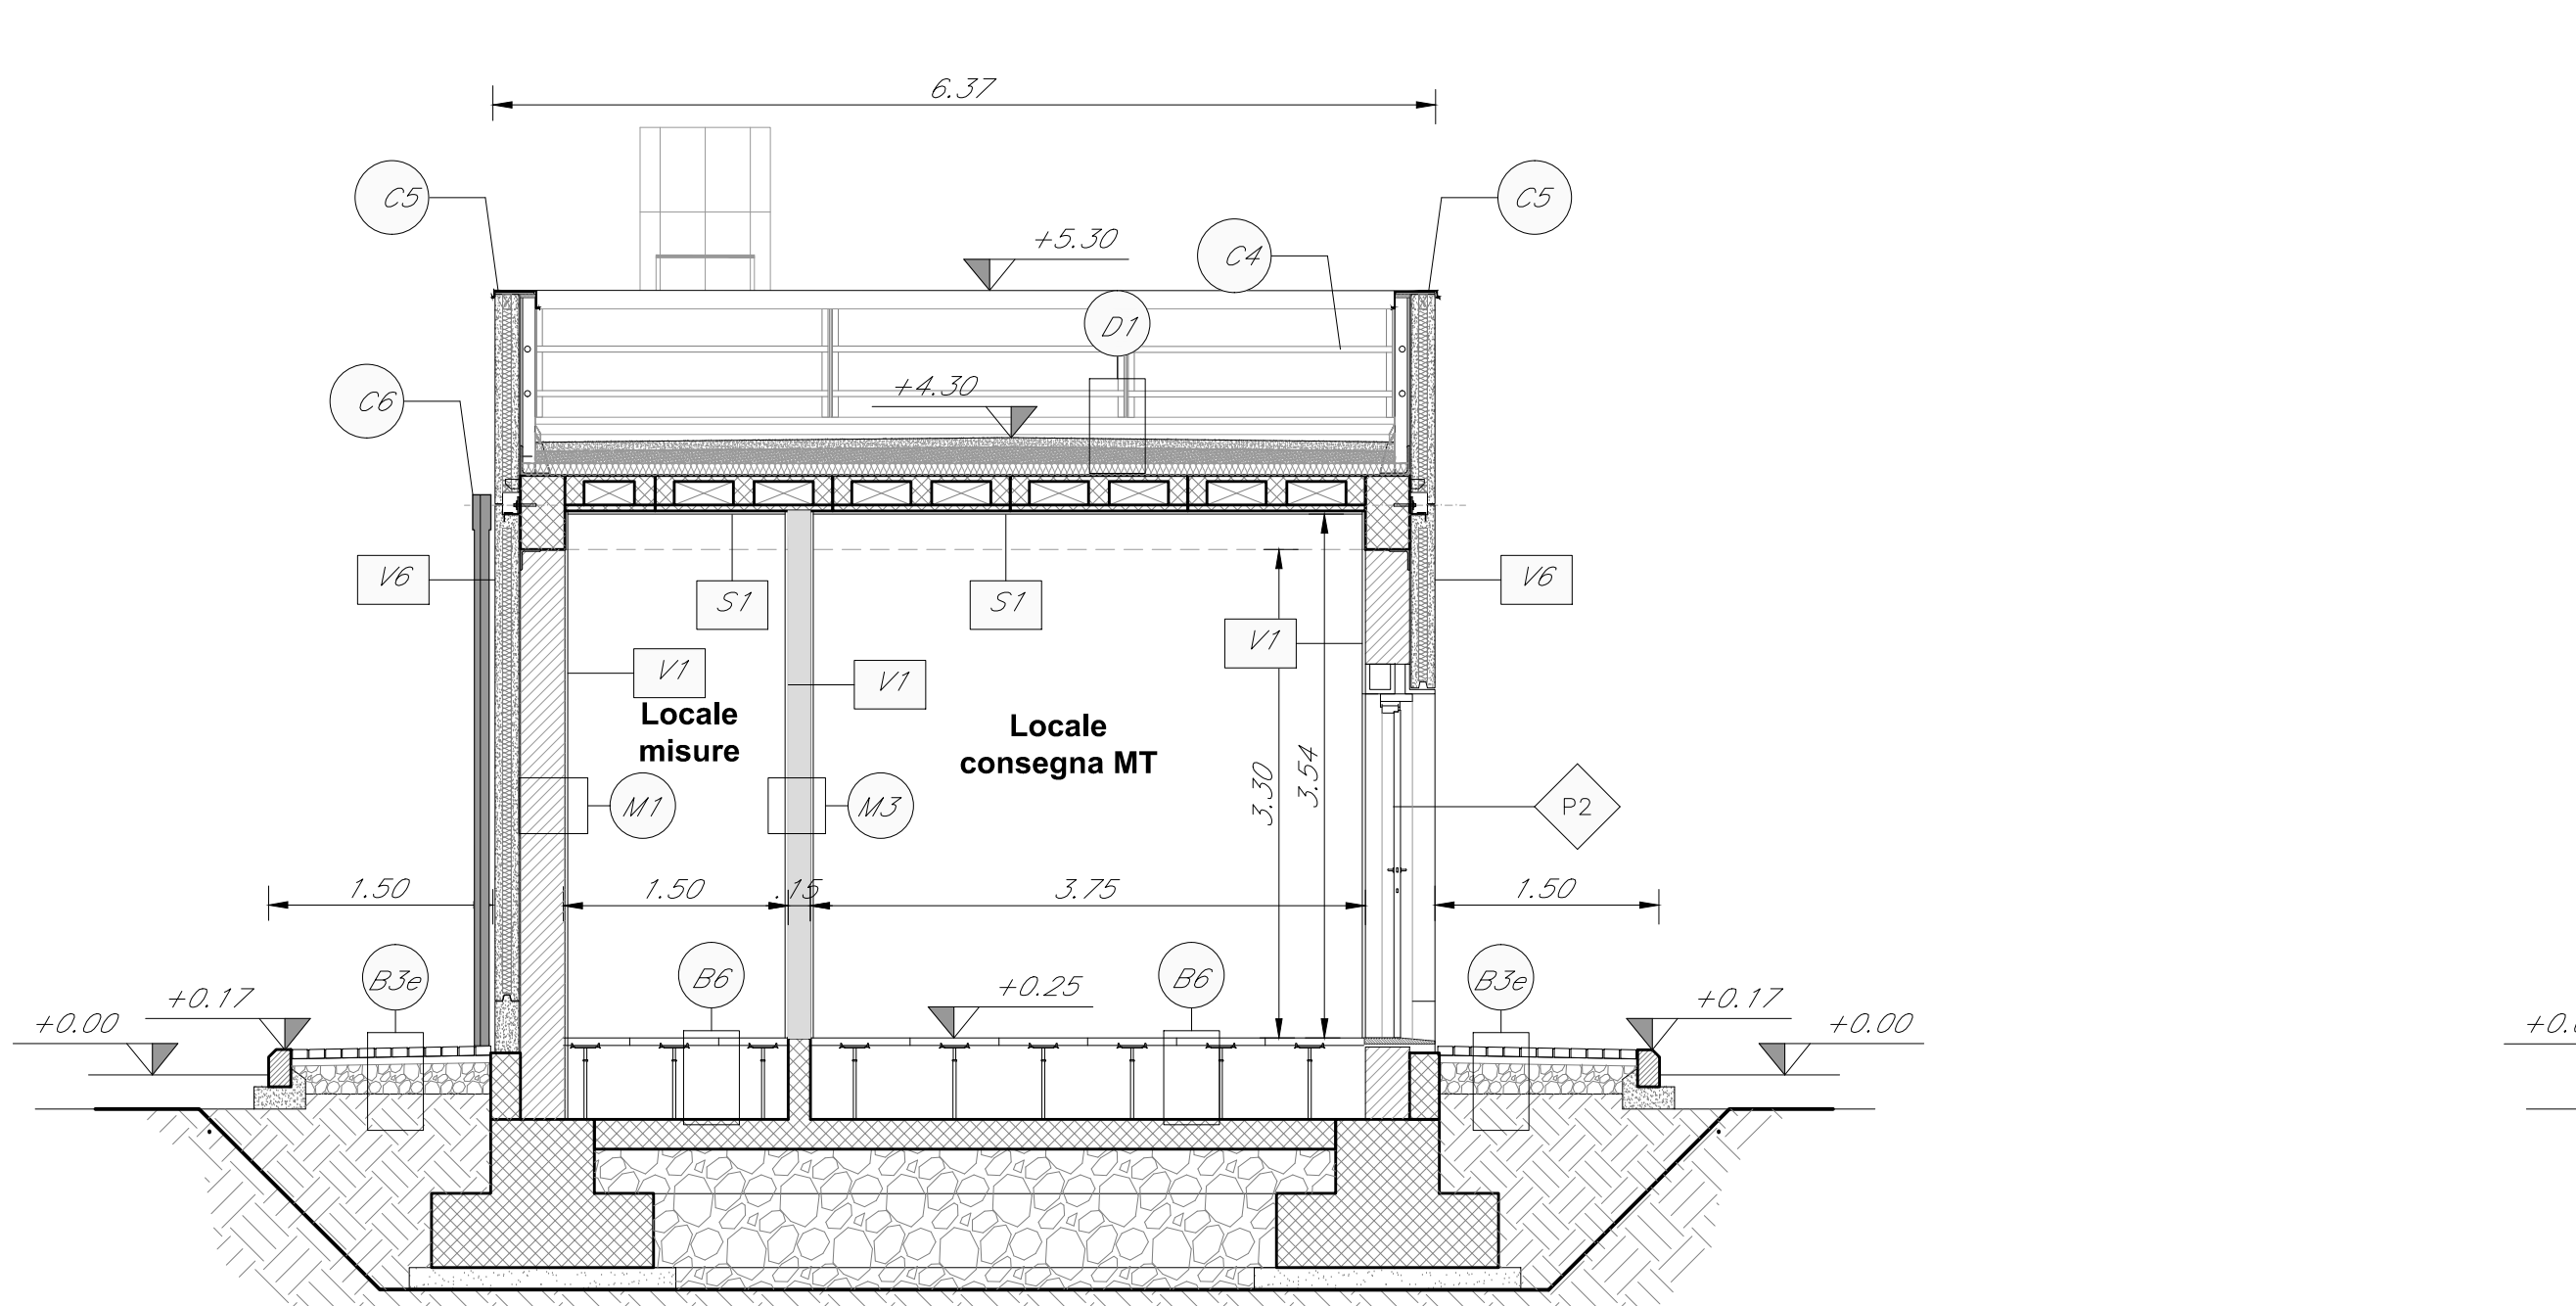 6.37
C5
C5
+5.30
C4
D1
+4.30
C6
V6
V6
S1
S1
V1
V1
V1
Locale
misure
Locale
consegna MT
3.30
3.54
M1
M3
P2
1.50
1.50
.15
3.75
1.50
B3e
B6
B6
B3e
+0.25
+0.17
+0.17
+0.00
+0.00